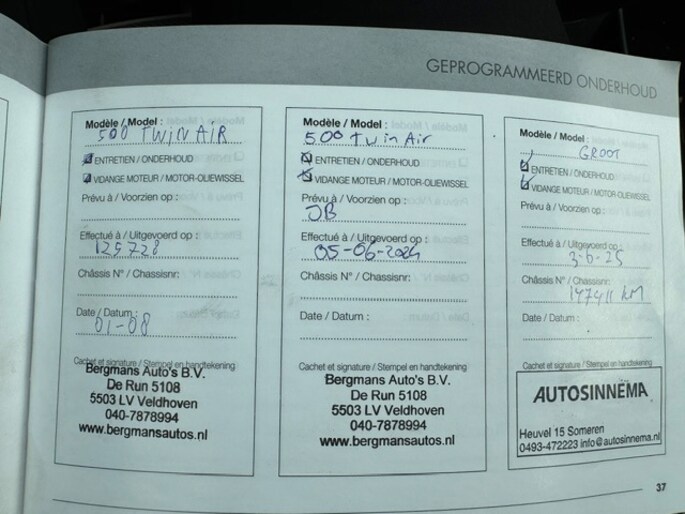 GEPROGRAMMEERD ONDERHOUD
Modèle / Model :
500 TWIN AIR
ENTRETIEN / ONDERHOUD
VIDANGE MOTEUR / MOTOR-OLIEWISSEL
Prévu à / Voorzien op :
Effectué à / Uitgevoerd op :
125728
Châssis N° / Chassisnr:
Date / Datum :
01-08
Cachet et signature / Stempel en handtekening
Bergmans Auto's B.V.
De Run 5108
5503 LV Veldhoven
040-7878994
www.bergmansautos.nl
Modèle / Model :
500 Twin Air
ENTRETIEN / ONDERHOUD
VIDANGE MOTEUR / MOTOR-OLIEWISSEL
Prévu à / Voorzien op :
JB
Effectué à / Uitgevoerd op :
05-06-2024
Châssis N° / Chassisnr:
Date / Datum :
Cachet et signature / Stempel en handtekening
Bergmans Auto's B.V.
De Run 5108
5503 LV Veldhoven
040-7878994
www.bergmansautos.nl
Modèle / Model :
GROOT
ENTRETIEN / ONDERHOUD
VIDANGE MOTEUR / MOTOR-OLIEWISSEL
Prévu à / Voorzien op :
Effectué à / Uitgevoerd op :
3-6-25
Châssis N° / Chassisnr:
147411 KM
Date / Datum :
Cachet et signature / Stempel en handtekening
AUTOSINNEMA
Heuvel 15 Someren
0493-472223 info@autosinnema.nl
37